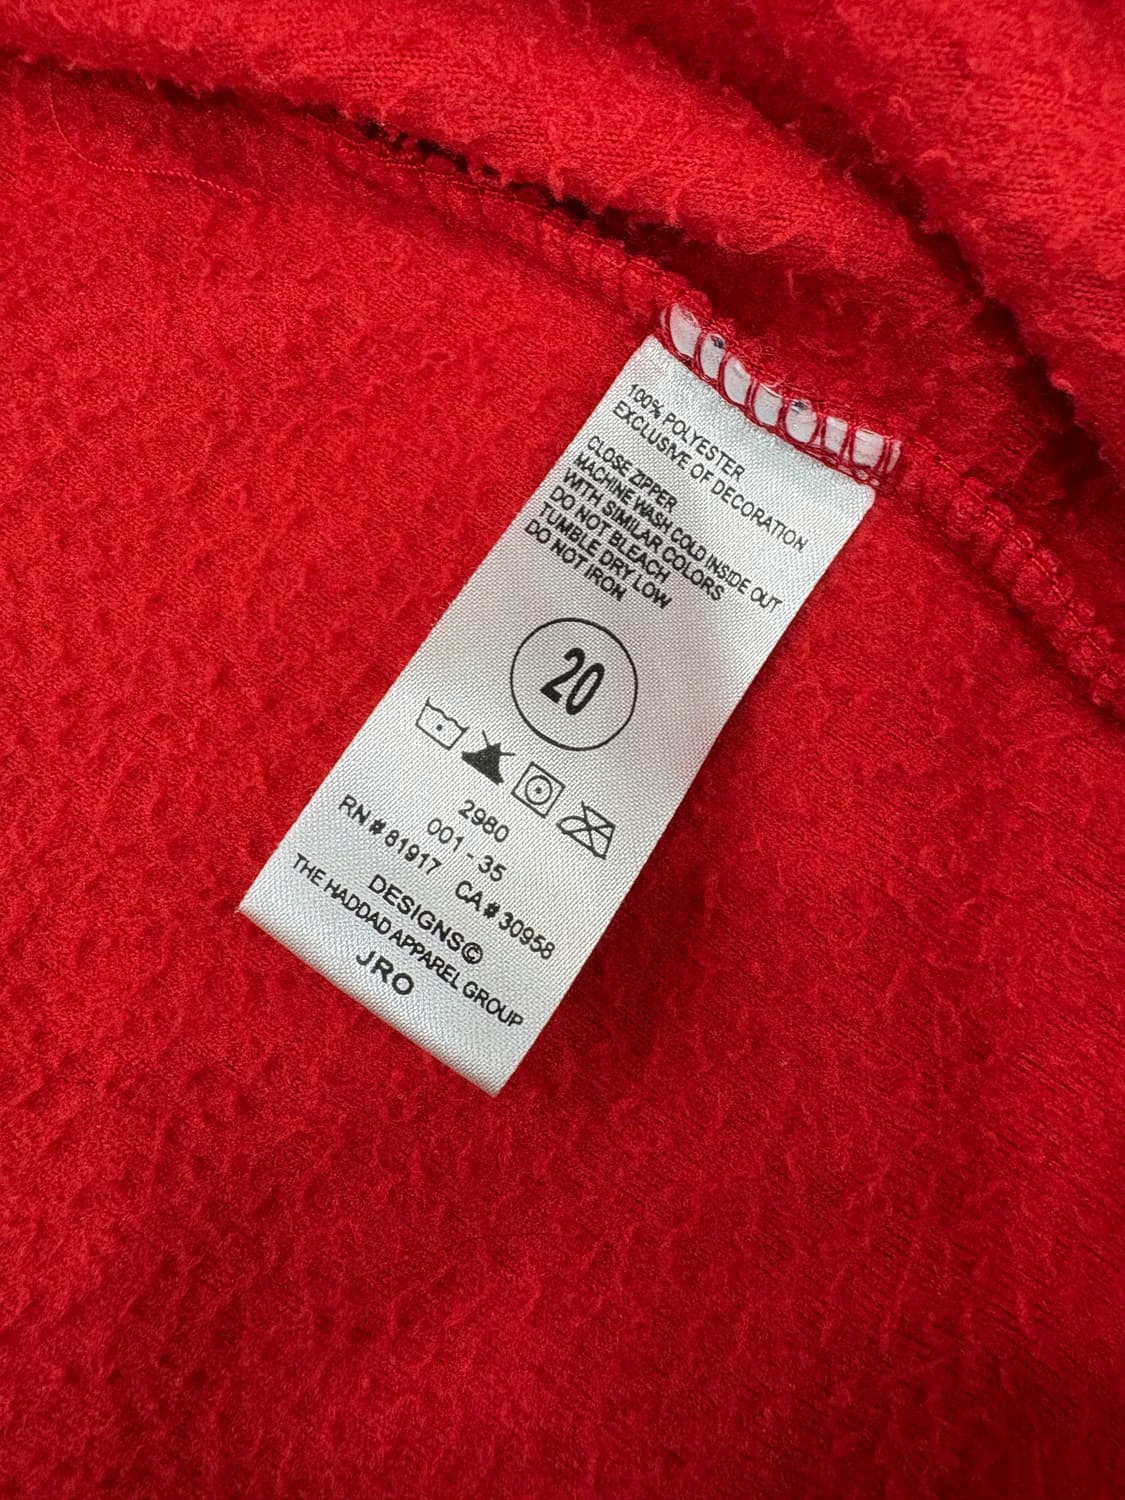 100% POLYESTER
EXCLUSIVE OF DECORATION
CLOSE ZIPPER
MACHINE WASH COLD INSIDE OUT
WITH SIMILAR COLORS
DO NOT BLEACH
TUMBLE DRY LOW
DO NOT IRON
20
2980
001 - 35
RN # 61917 CA # 30958
DESIGNS©
THE HADDAD APPAREL GROUP
JRO